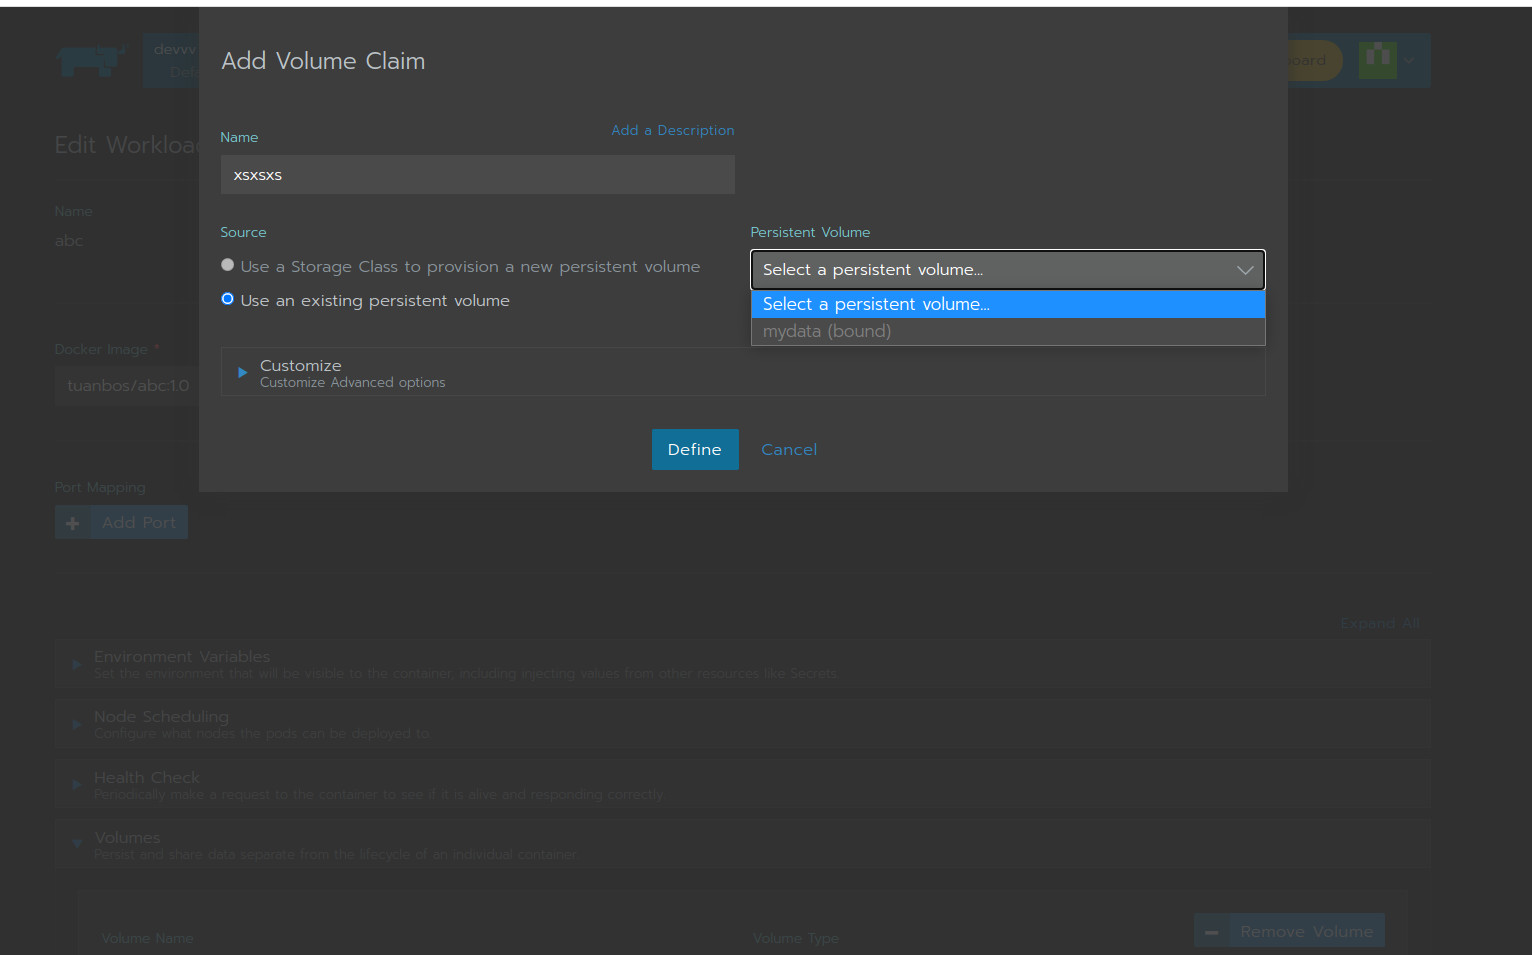 Add Volume Claim
devvv
board
Edit Workloa
Name
Add a Description
xsxsxs
Name
abc
Source
Persistent Volume
Use a Storage Class to provision a new persistent volume
Select a persistent volume...
Use an existing persistent volume
Select a persistent volume...
mydata (bound)
Docker Image *
Customize
Customize Advanced options
tuanbos/abc:1.0
Define
Cancel
Port Mapping
Add Port
Expand All
Environment Variables
Set the environment that will be visible to the container, including injecting values from other resources like Secrets.
Node Scheduling
Configure what nodes the pods can be deployed to.
Health Check
Periodically make a request to the container to see if it is alive and responding correctly.
Volumes
Persist and share data separate from the lifecycle of an individual container.
Volume Name
Volume Type
Remove Volume